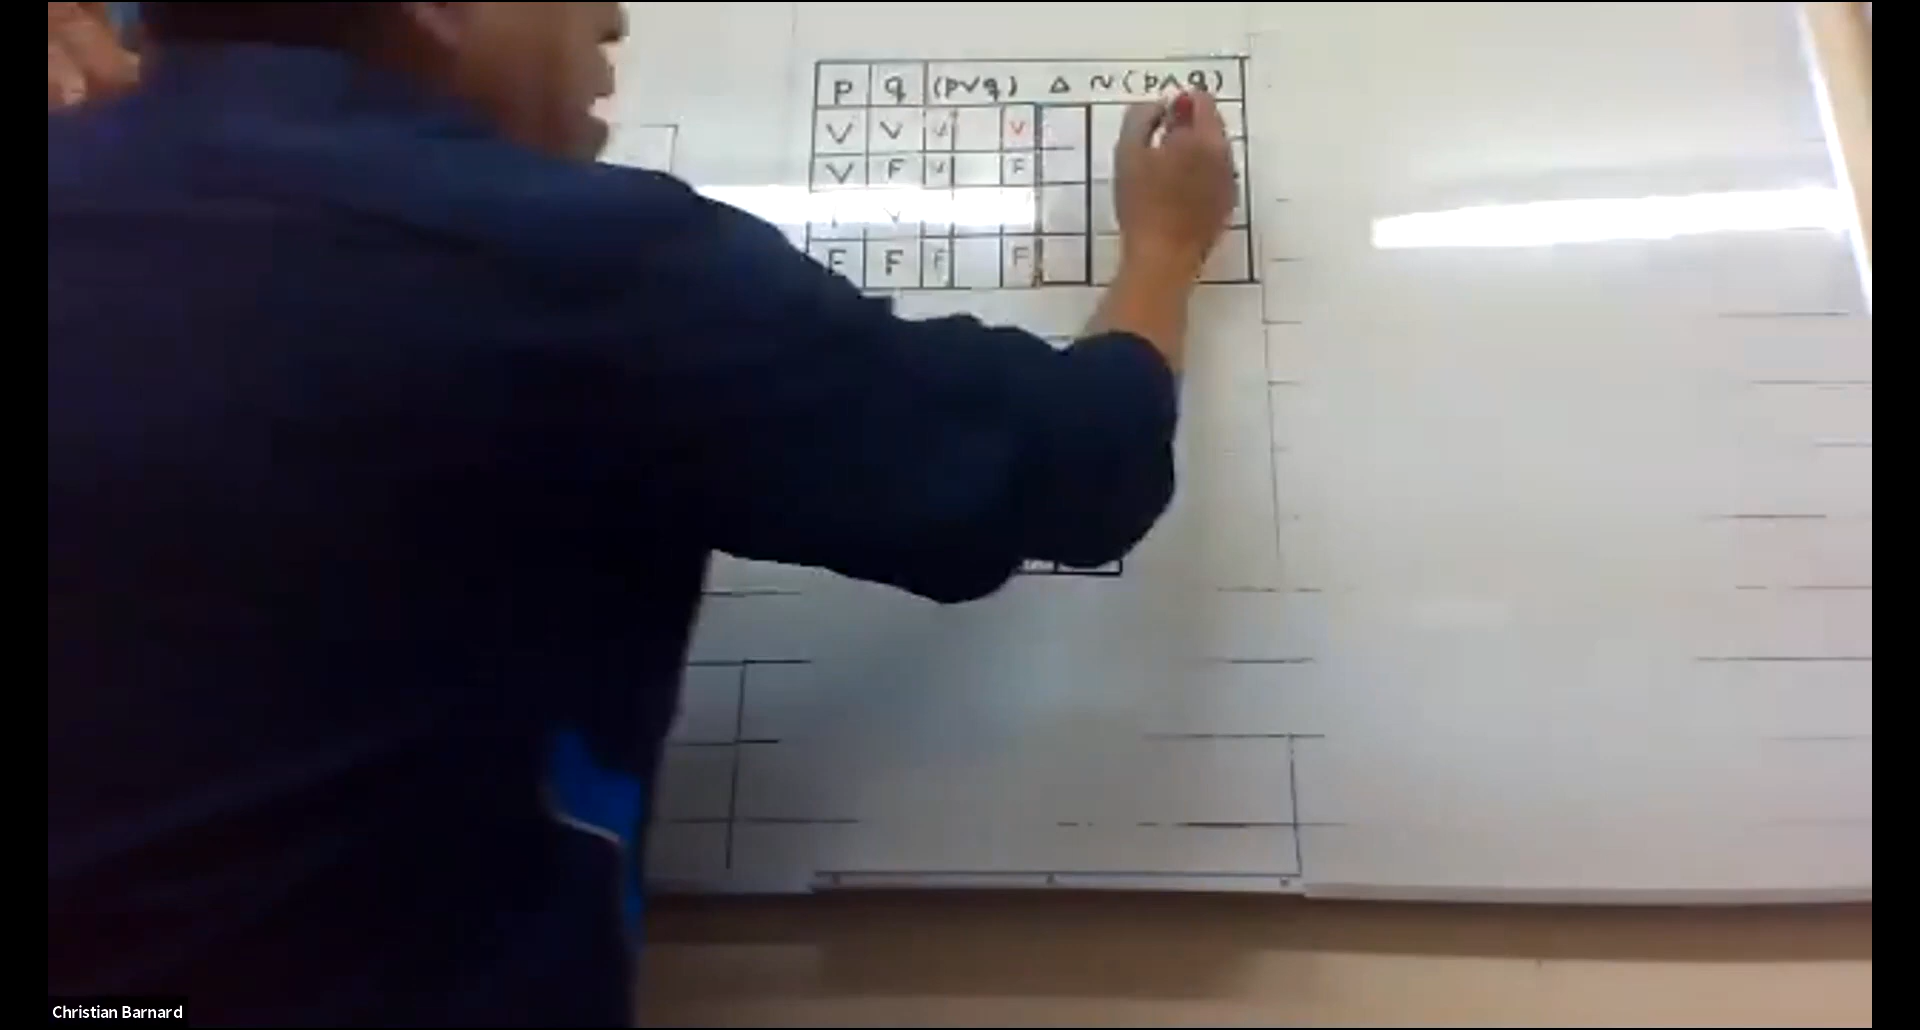 p q (p∨q) Δ ~(p∧q)
V V V V
V F V F
V
F F F F
Christian Barnard